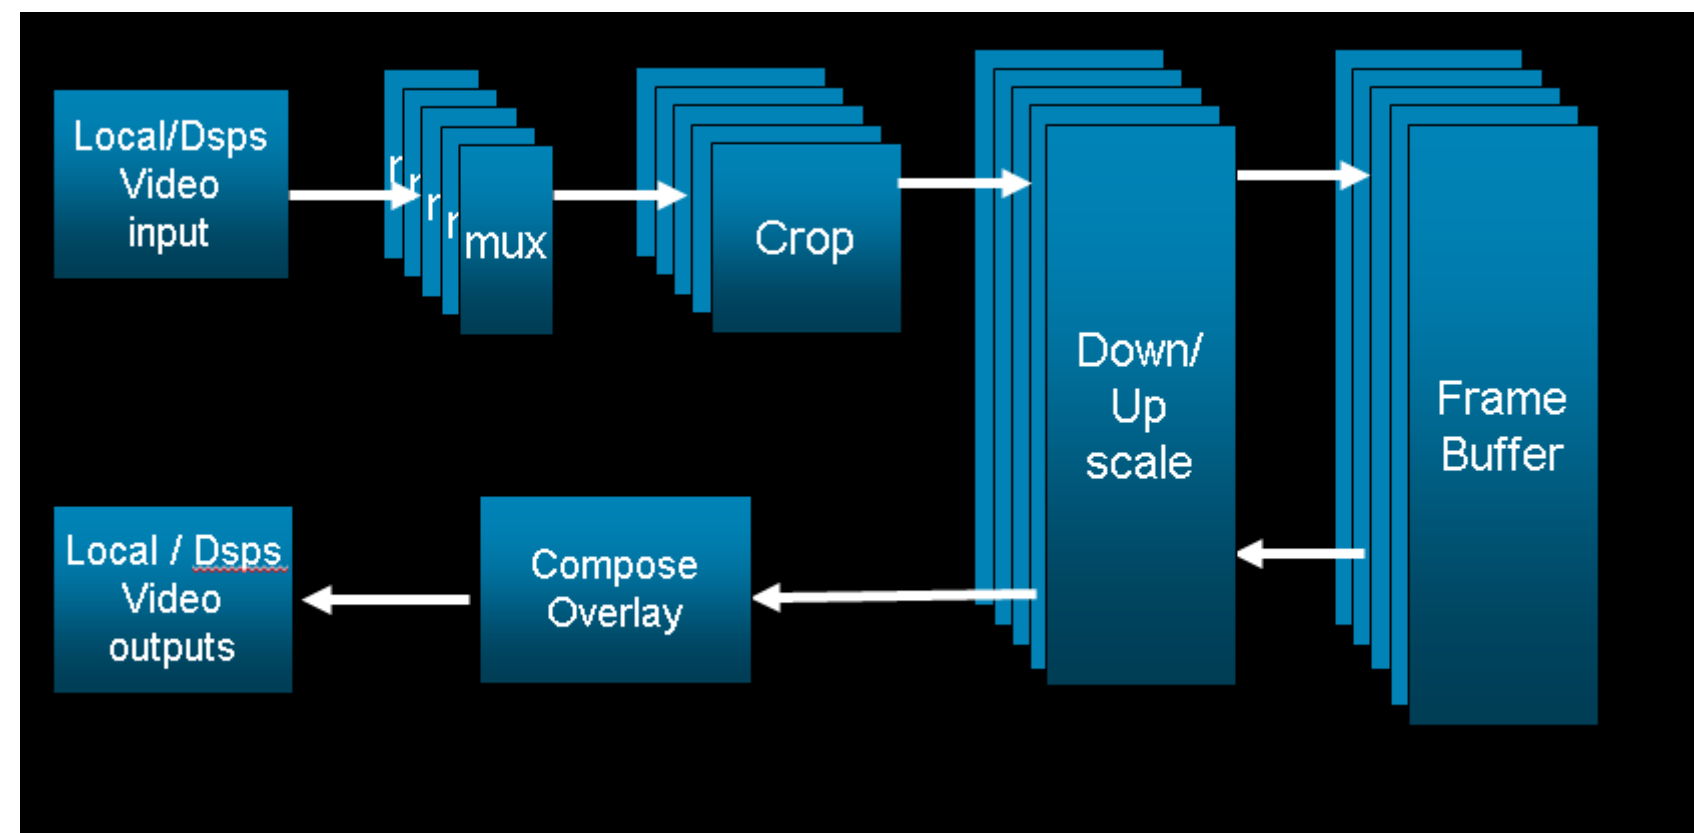 Local/Dsps
Video
input
r
r
r
r
mux
Crop
Down/
Up
scale
Frame
Buffer
Local / Dsps
Video
outputs
Compose
Overlay